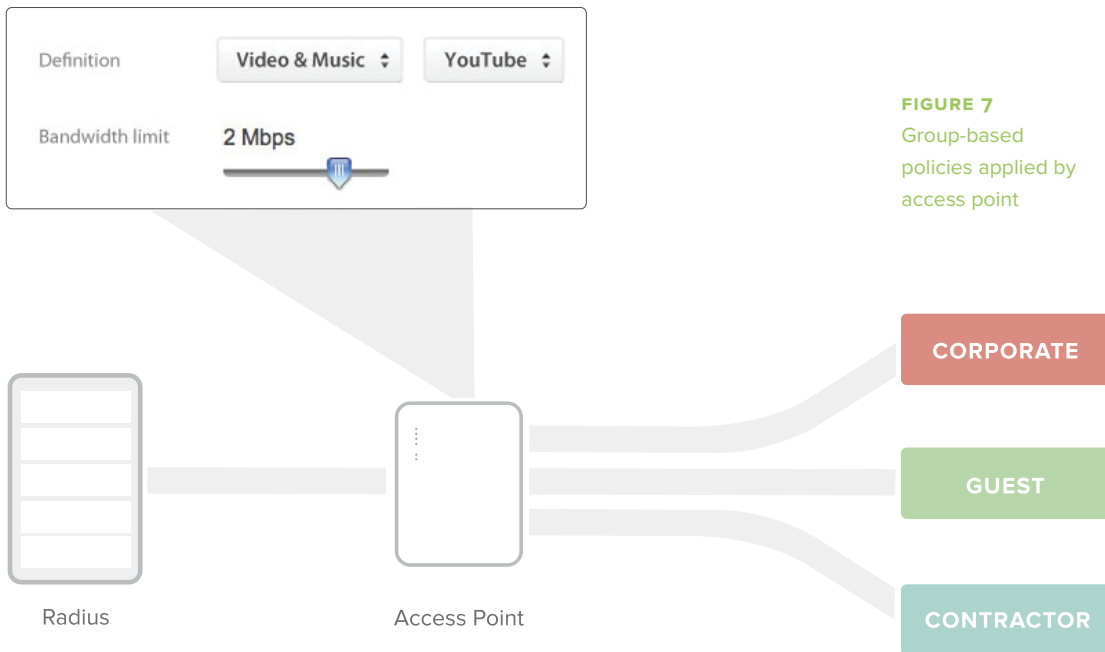 Definition Video & Music YouTube
Bandwidth limit 2 Mbps
FIGURE 7
Group-based
policies applied by
access point
CORPORATE
GUEST
CONTRACTOR
Radius
Access Point